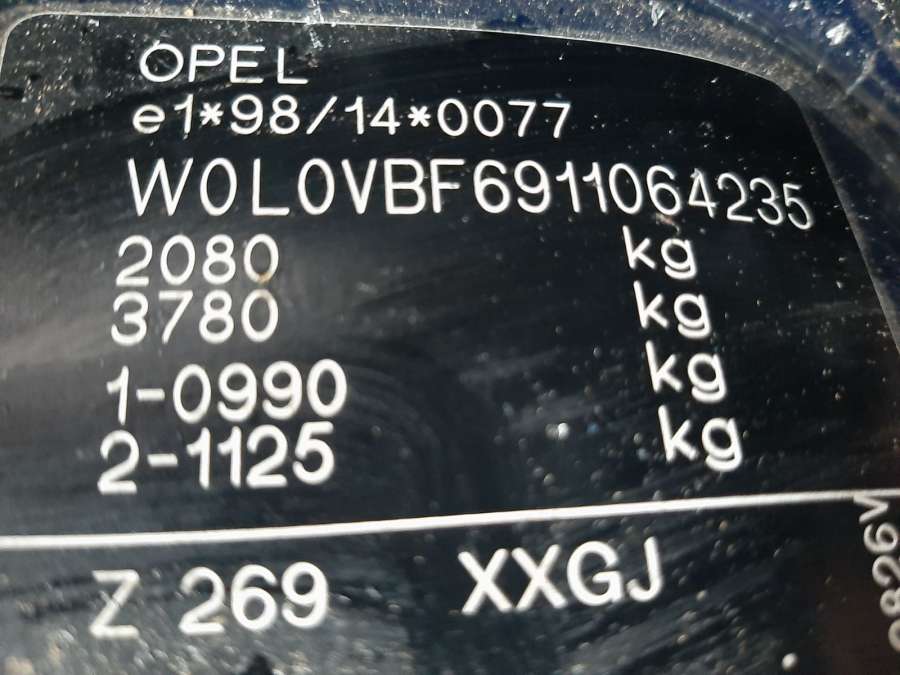 OPEL
e1*98/14*0077
W0L0VBF6911064235
2080 kg
3780 kg
1-0990 kg
2-1125 kg
Z 269 XXGJ